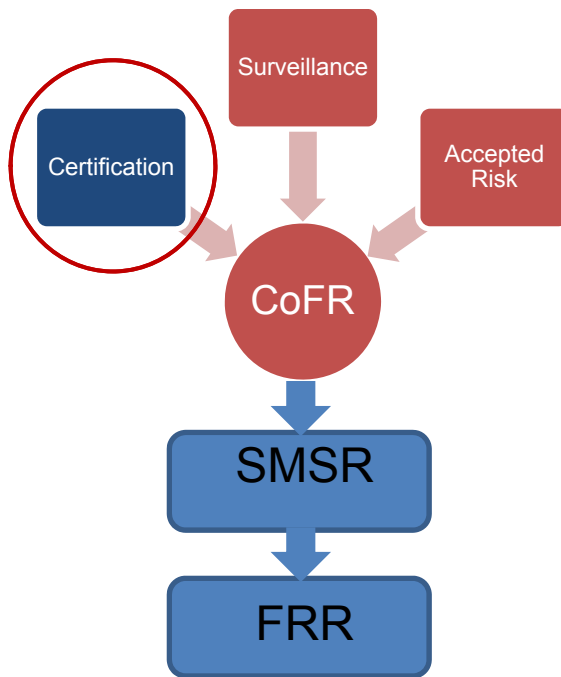 Surveillance
Certification
Accepted
Risk
CoFR
SMSR
FRR